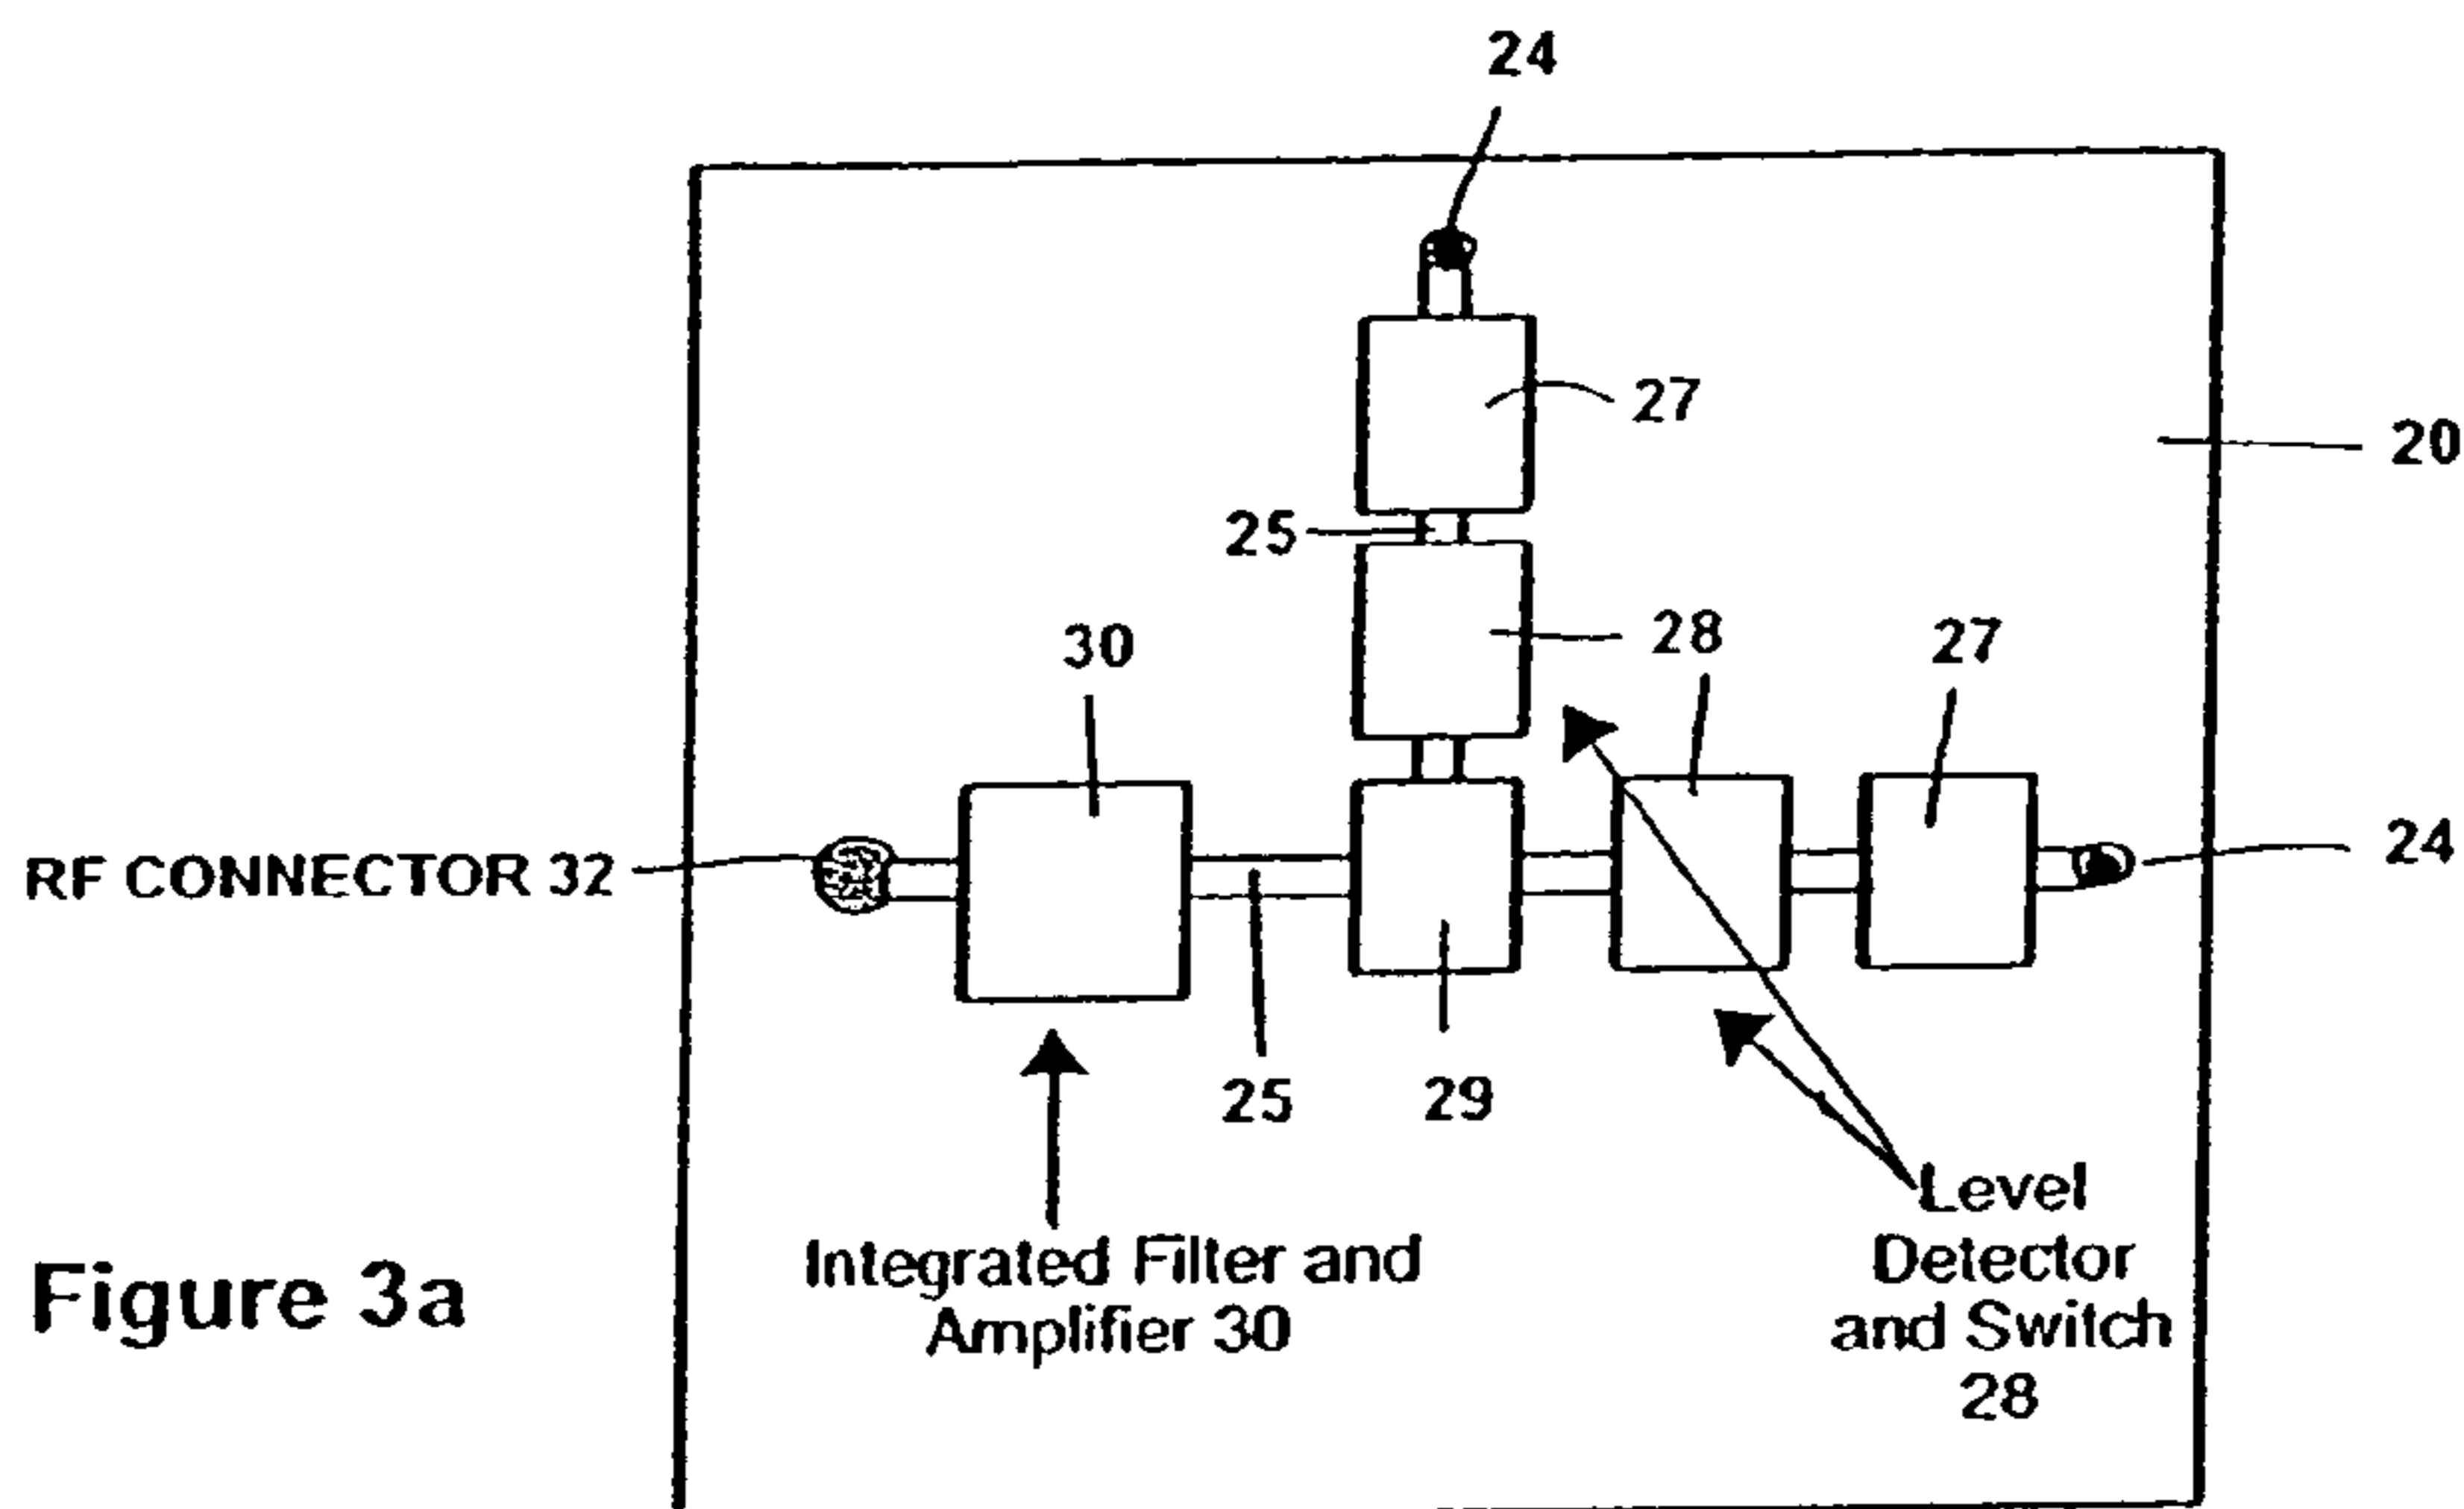 24
27
20
25
30
28
27
RF CONNECTOR 32
24
25
29
Level
Detector
and Switch
28
Integrated Filter and
Amplifier 30
Figure 3a